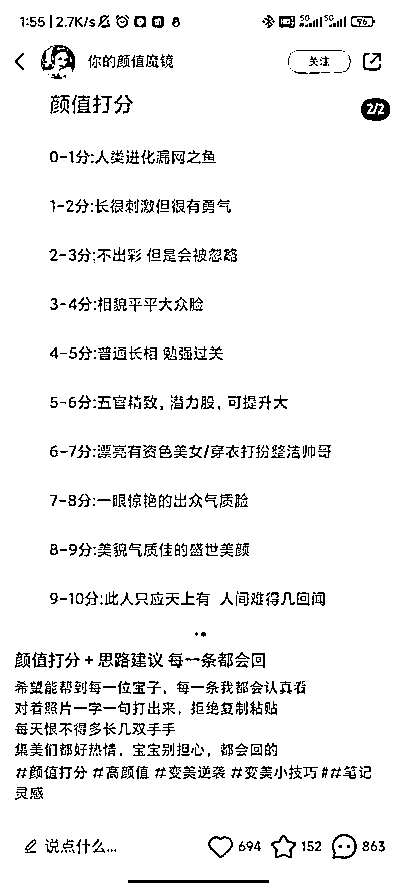 1:55 | 2.7K/s
5G 5G 96
你的颜值魔镜
关注
颜值打分
2/2
0-1分:人类进化漏网之鱼
1-2分:长很刺激但很有勇气
2-3分:不出彩 但是会被忽略
3-4分:相貌平平大众脸
4-5分:普通长相 勉强过关
5-6分:五官精致，潜力股，可提升大
6-7分:漂亮有姿色美女/穿衣打扮整洁帅哥
7-8分:一眼惊艳的出众气质脸
8-9分:美貌气质佳的盛世美颜
9-10分:此人只应天上有 人间难得几回闻
颜值打分 + 思路建议 每一条都会回
希望能帮到每一位宝子，每一条我都会认真看
对着照片一字一句打出来，拒绝复制粘贴
每天恨不得多长几双手手
集美们都好热情，宝宝别担心，都会回的
#颜值打分 #高颜值 #变美逆袭 #变美小技巧 ##笔记
灵感
说点什么...
694 152 863